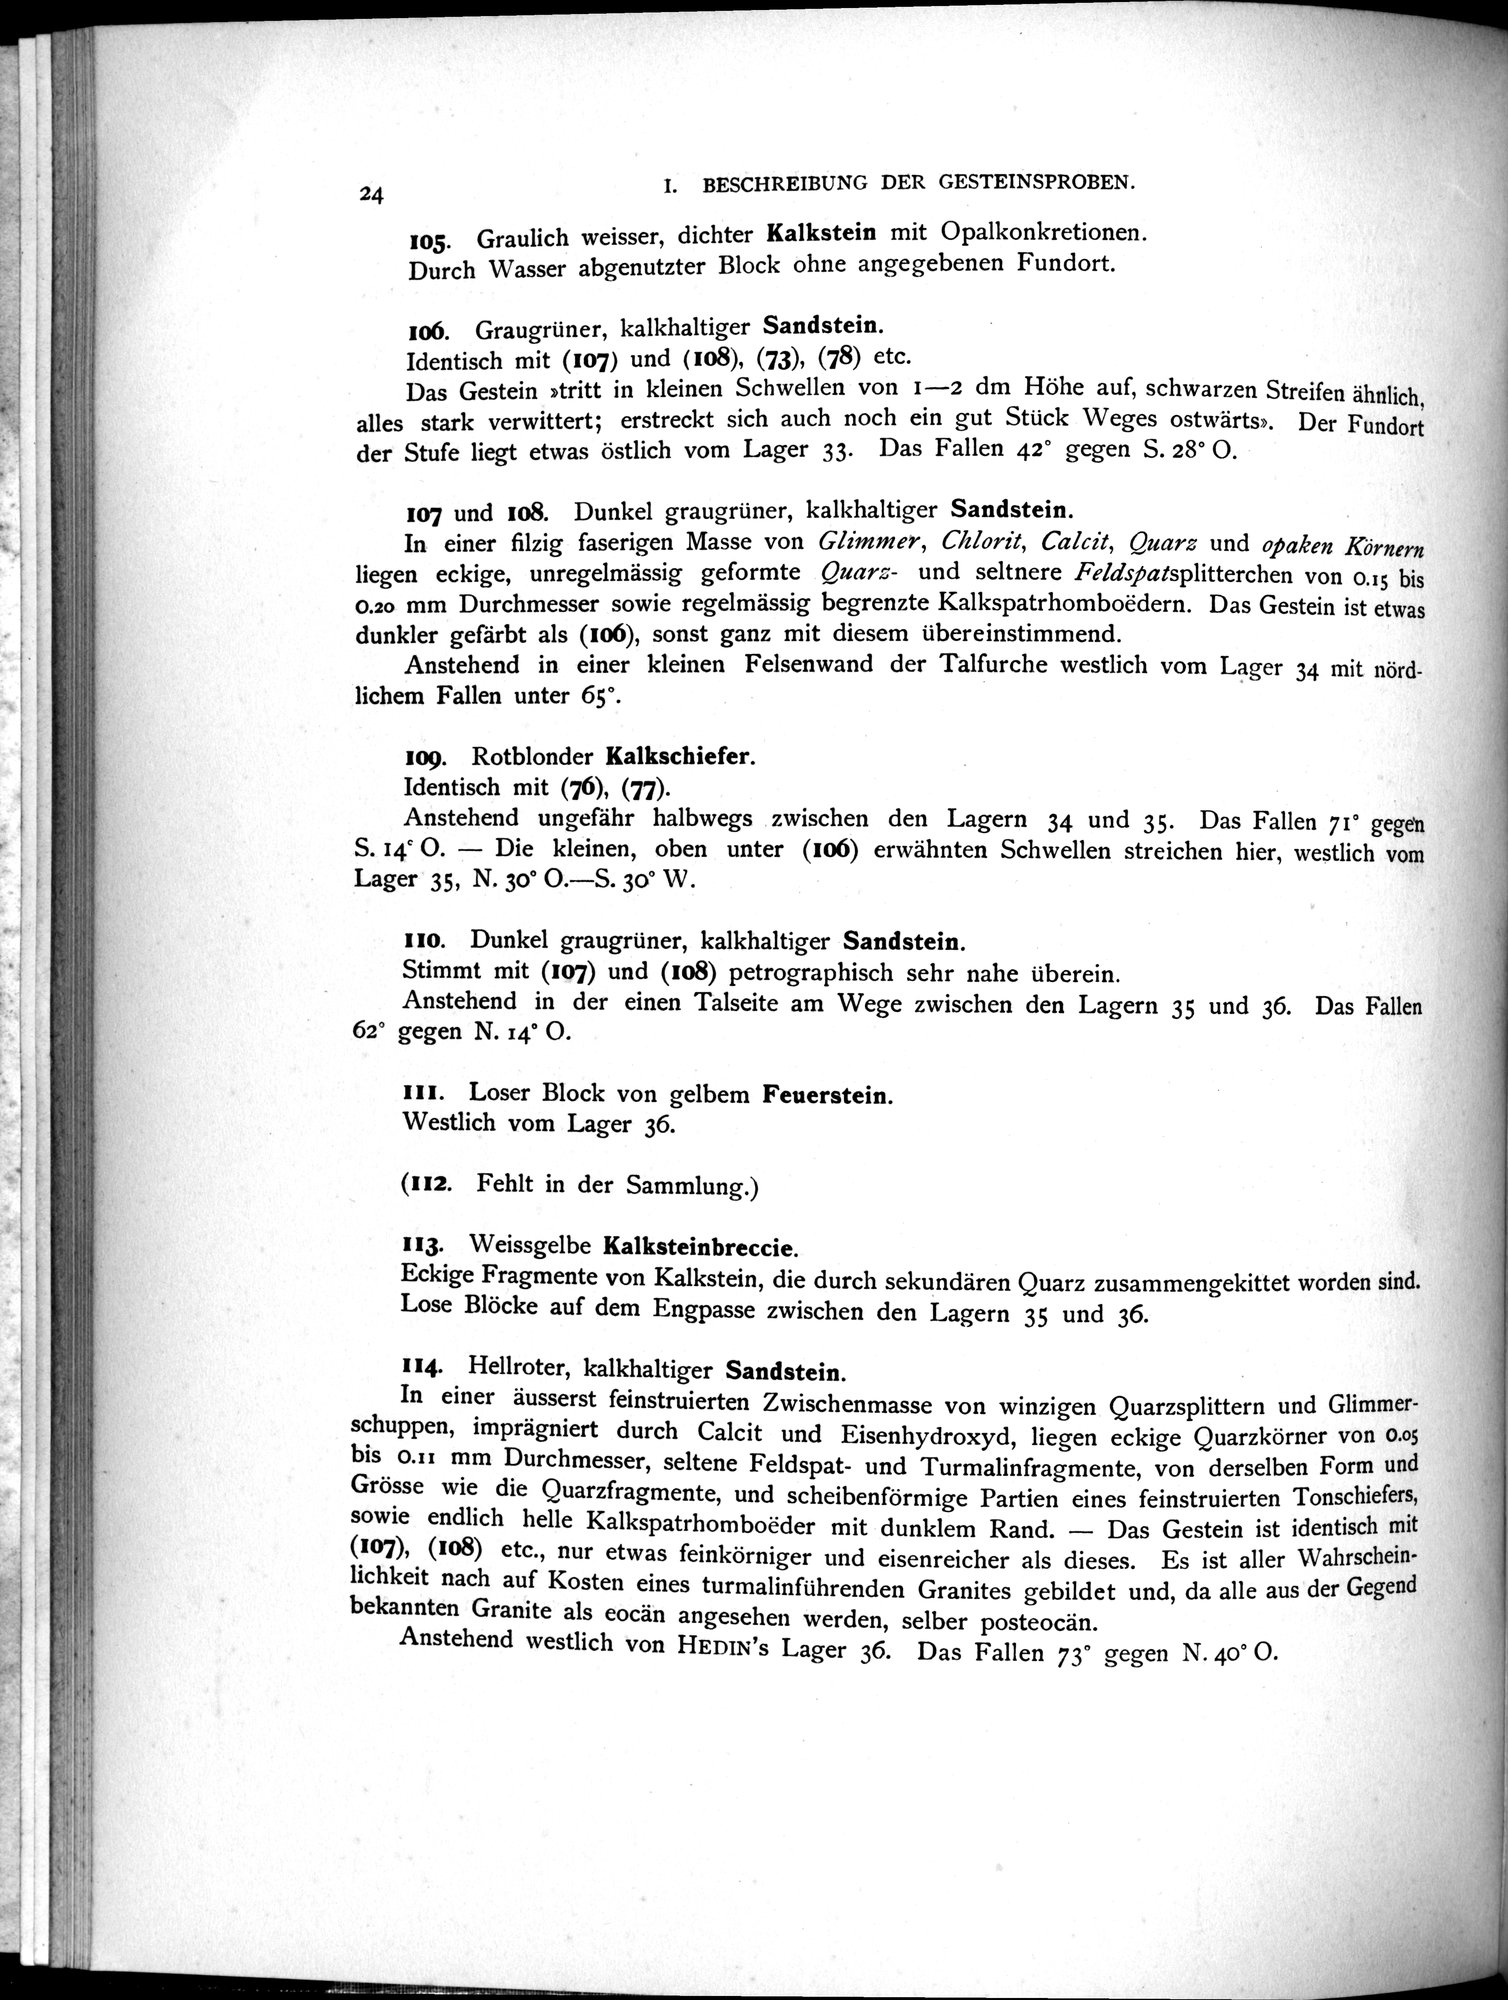 24
I. BESCHREIBUNG DER GESTEINSPROBEN.
105. Graulich weisser, dichter Kalkstein mit Opalkonkretionen.
Durch Wasser abgenutzter Block ohne angegebenen Fundort.
106. Graugrüner, kalkhaltiger Sandstein.
Identisch mit (107) und (108), (73), (78) etc.
Das Gestein »tritt in kleinen Schwellen von 1—2 dm Höhe auf, schwarzen Streifen ähnlich,
alles stark verwittert; erstreckt sich auch noch ein gut Stück Weges ostwärts». Der Fundort
der Stufe liegt etwas östlich vom Lager 33. Das Fallen 42° gegen S. 28° O.
107 und 108. Dunkel graugrüner, kalkhaltiger Sandstein.
In einer filzig faserigen Masse von Glimmer, Chlorit, Calcit, Quarz und opaken Körnern
liegen eckige, unregelmässig geformte Quarz- und seltnere Feldspatsplitterchen von 0.15 bis
0.20 mm Durchmesser sowie regelmässig begrenzte Kalkspatrhomboëdern. Das Gestein ist etwas
dunkler gefärbt als (106), sonst ganz mit diesem übereinstimmend.
Anstehend in einer kleinen Felsenwand der Talfurche westlich vom Lager 34 mit nörd-
lichem Fallen unter 65°.
109. Rotblonder Kalkschiefer.
Identisch mit (76), (77).
Anstehend ungefähr halbwegs zwischen den Lagern 34 und 35. Das Fallen 71° gegen
S. 14° O. — Die kleinen, oben unter (106) erwähnten Schwellen streichen hier, westlich vom
Lager 35, N. 30° O.—S. 30° W.
110. Dunkel graugrüner, kalkhaltiger Sandstein.
Stimmt mit (107) und (108) petrographisch sehr nahe überein.
Anstehend in der einen Talseite am Wege zwischen den Lagern 35 und 36. Das Fallen
62° gegen N. 14° O.
111. Loser Block von gelbem Feuerstein.
Westlich vom Lager 36.
(112. Fehlt in der Sammlung.)
113. Weissgelbe Kalksteinbreccie.
Eckige Fragmente von Kalkstein, die durch sekundären Quarz zusammengekittet worden sind.
Lose Blöcke auf dem Engpasse zwischen den Lagern 35 und 36.
114. Hellroter, kalkhaltiger Sandstein.
In einer äusserst feinstruierten Zwischenmasse von winzigen Quarzsplittern und Glimmer-
schuppen, imprägniert durch Calcit und Eisenhydroxyd, liegen eckige Quarzkörner von 0.05
bis 0.11 mm Durchmesser, seltene Feldspat- und Turmalinfragmente, von derselben Form und
Grösse wie die Quarzfragmente, und scheibenförmige Partien eines feinstruierten Tonschiefers,
sowie endlich helle Kalkspatrhomboëder mit dunklem Rand. — Das Gestein ist identisch mit
(107), (108) etc., nur etwas feinkörniger und eisenreicher als dieses. Es ist aller Wahrschein-
lichkeit nach auf Kosten eines turmalinführenden Granites gebildet und, da alle aus der Gegend
bekannten Granite als eocän angesehen werden, selber posteocän.
Anstehend westlich von HEDIN'S Lager 36. Das Fallen 73° gegen N. 40° O.